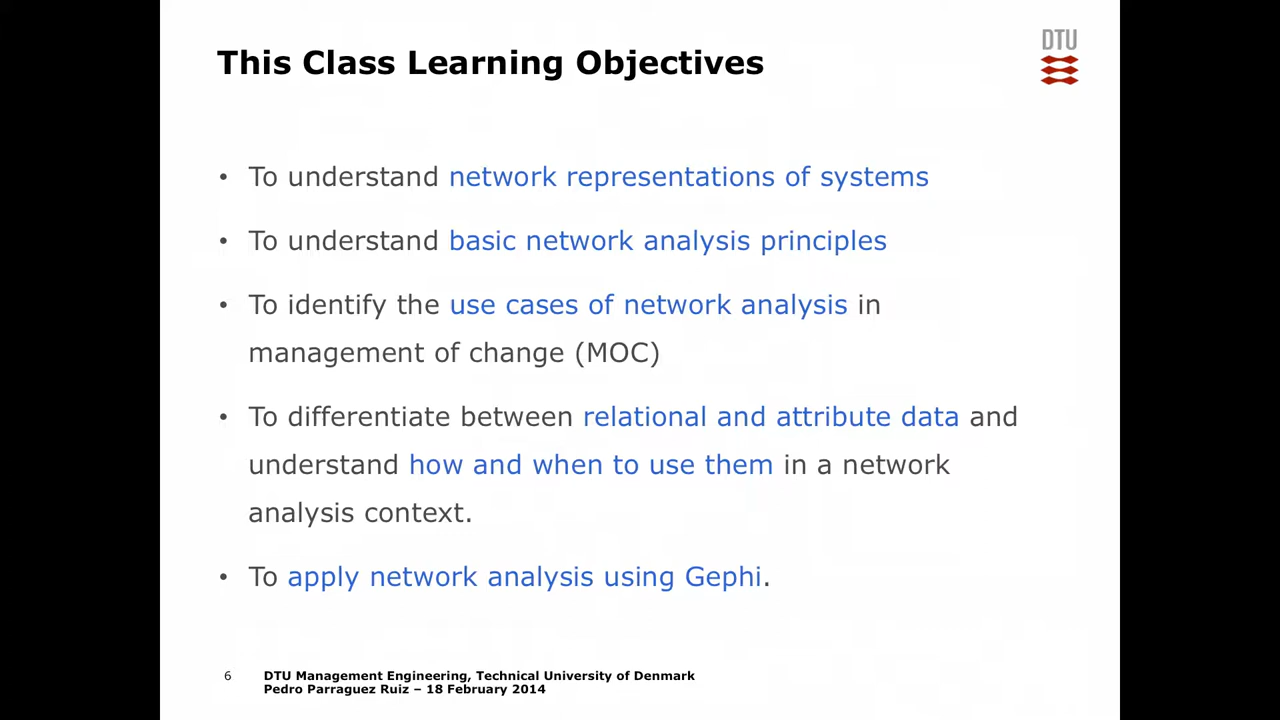 This Class Learning Objectives
DTU
• To understand network representations of systems
• To understand basic network analysis principles
• To identify the use cases of network analysis in
management of change (MOC)
• To differentiate between relational and attribute data and
understand how and when to use them in a network
analysis context.
• To apply network analysis using Gephi.
6 DTU Management Engineering, Technical University of Denmark
Pedro Parraguez Ruiz – 18 February 2014